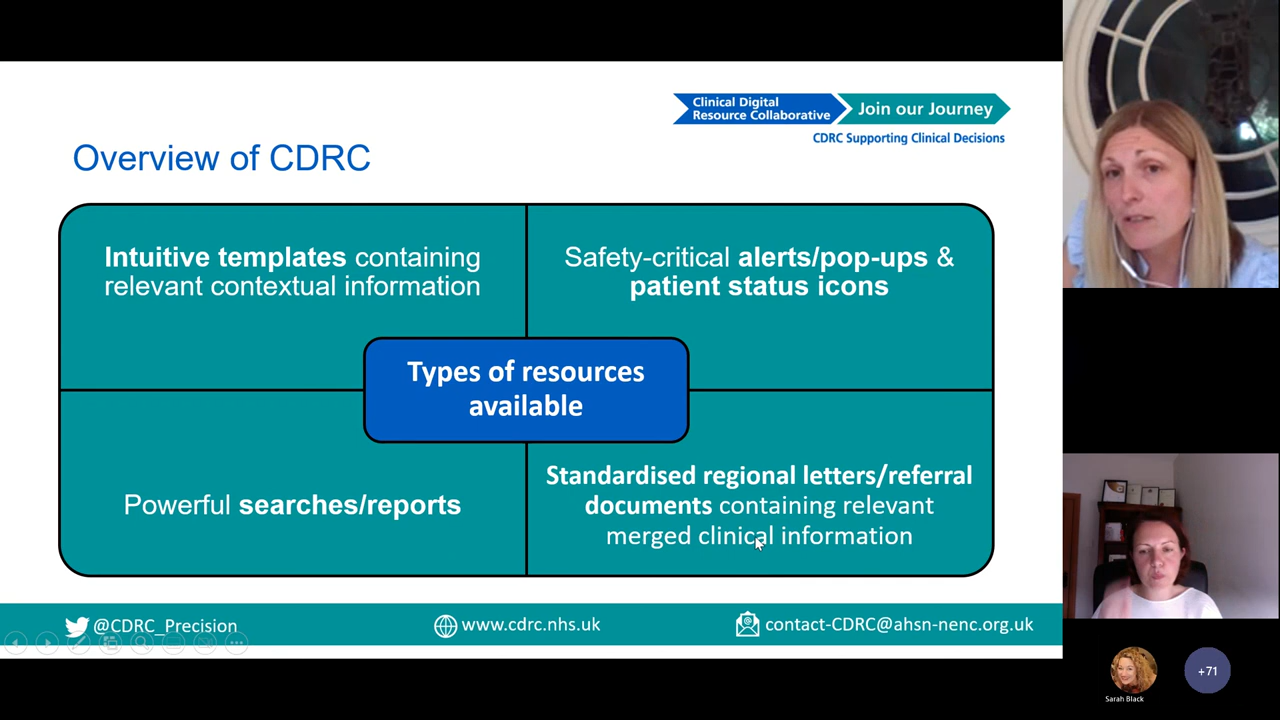 Clinical Digital
Resource Collaborative
Join our Journey
CDRC Supporting Clinical Decisions
Overview of CDRC
Intuitive templates containing
relevant contextual information
Safety-critical alerts/pop-ups &
patient status icons
Types of resources
available
Powerful searches/reports
Standardised regional letters/referral
documents containing relevant
merged clinical information
@CDRC_Precision
www.cdrc.nhs.uk
contact-CDRC@ahsn-nenc.org.uk
Sarah Black
+71